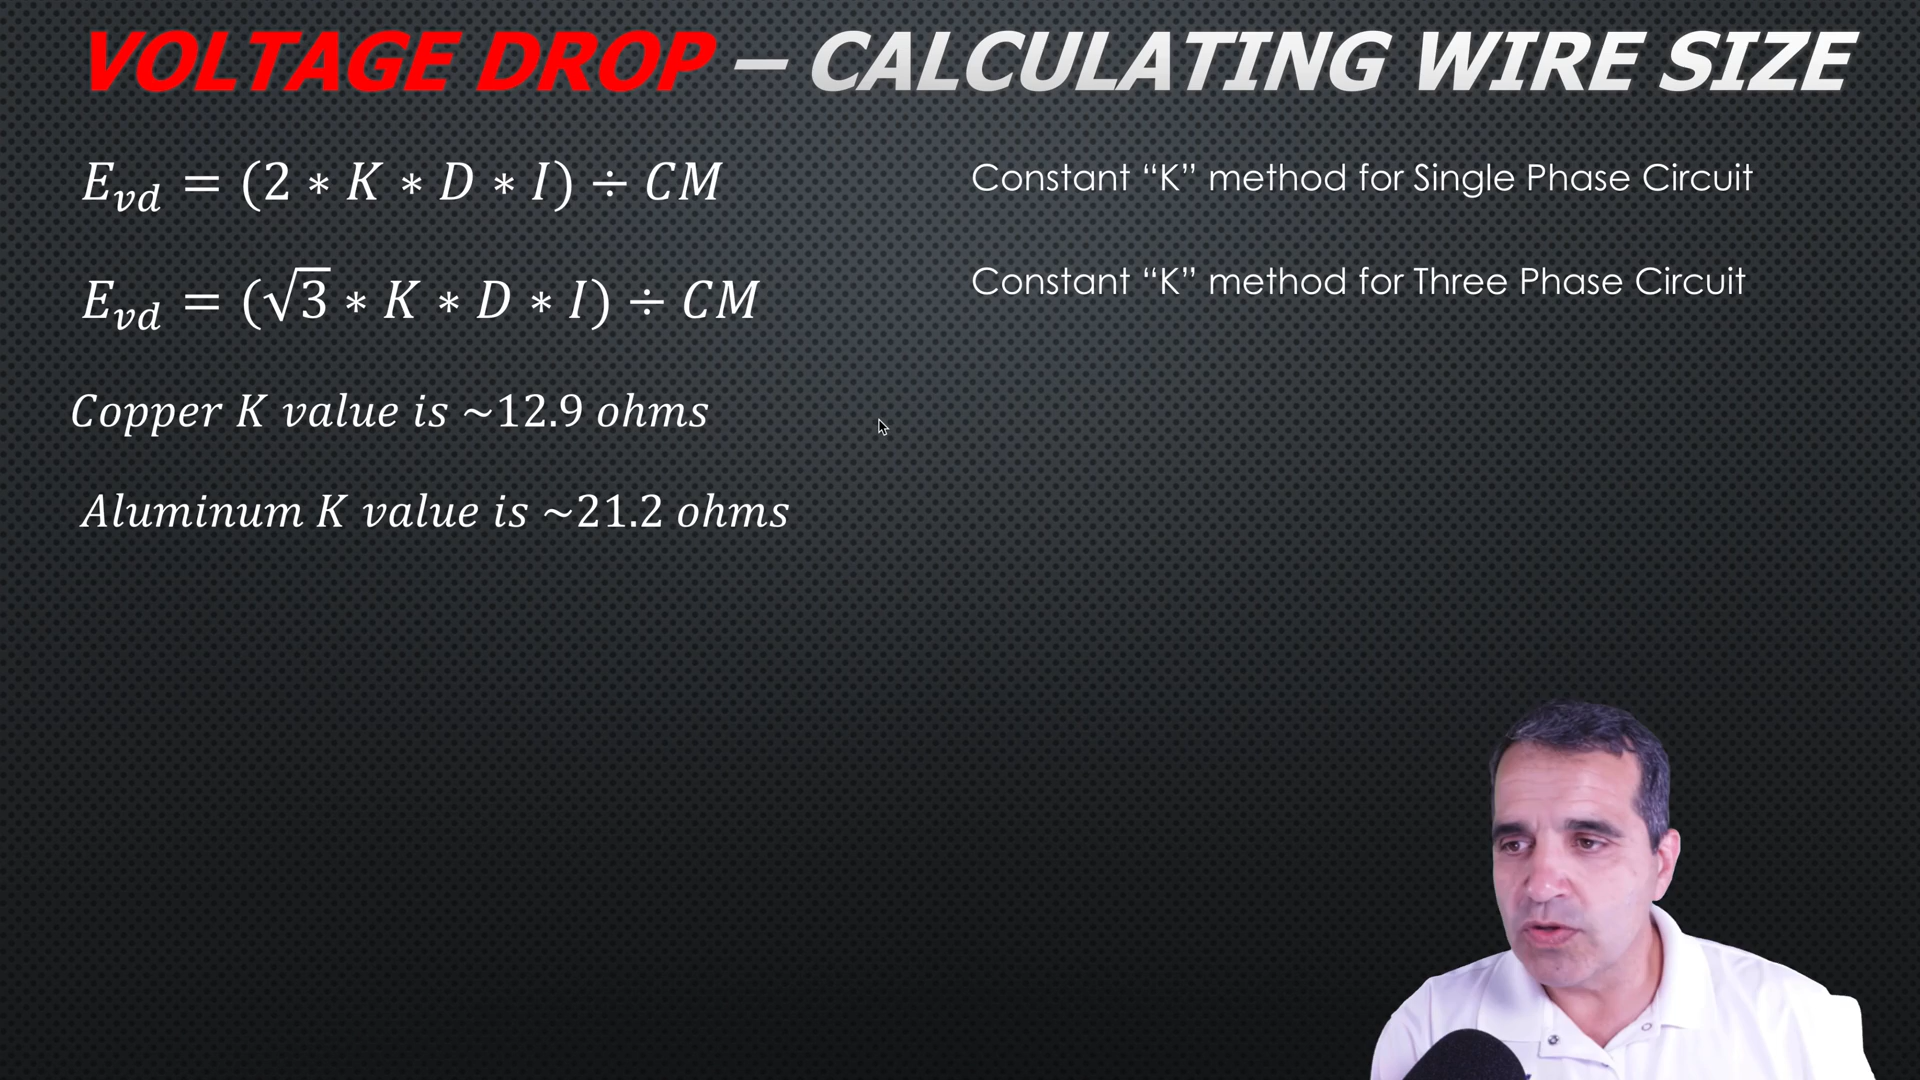 VOLTAGE DROP – CALCULATING WIRE SIZE
E_vd = (2 * K * D * I) ÷ CM
Constant “K” method for Single Phase Circuit
E_vd = (√3 * K * D * I) ÷ CM
Constant “K” method for Three Phase Circuit
Copper K value is ~12.9 ohms
Aluminum K value is ~21.2 ohms